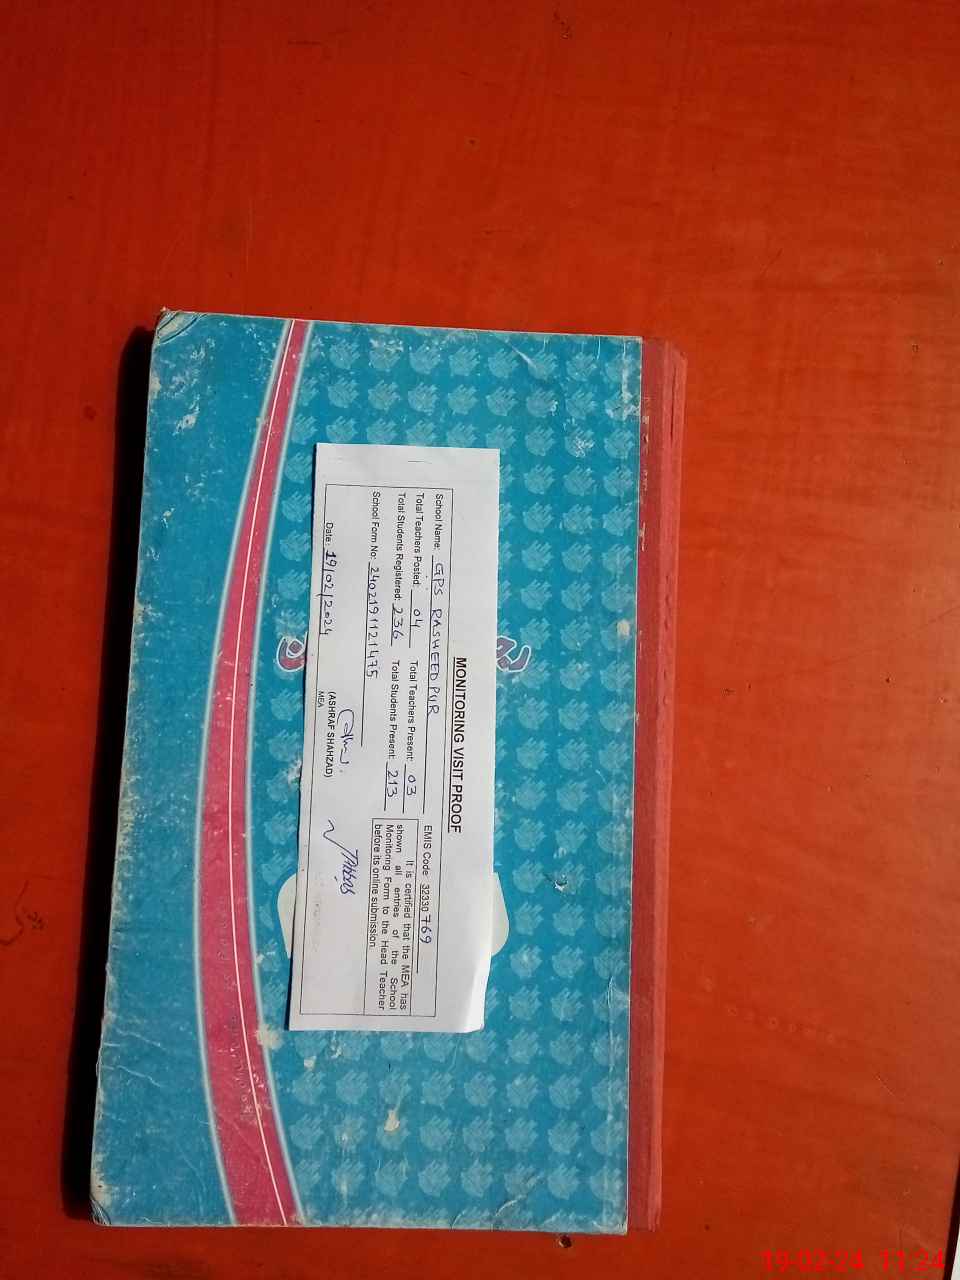 MONITORING VISIT PROOF
School Name: GPS RASHEED PUR EMIS Code: 32330769
Total Teachers Posted: 04 Total Teachers Present: 03
Total Students Registered: 236 Total Students Present: 213
School Form No: 2402191121475
It is certified that the MEA has
shown all entries of the School
Monitoring Form to the Head Teacher
before its online submission.
Date: 19/02/2024
(ASHRAF SHAHZAD)
MEA
19-02-24 11:24